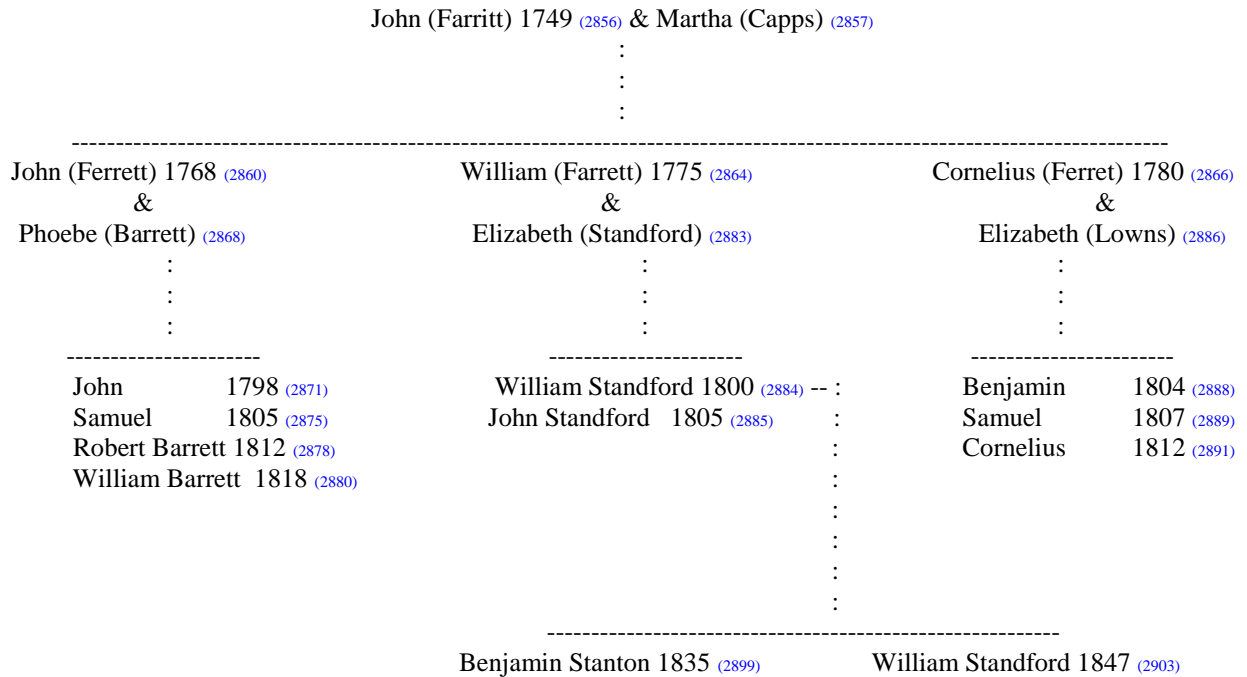 John (Farritt) 1749 (2856) & Martha (Capps) (2857)
:
:
:
-----------------------------------------------------------------------------------------------------------------------------
John (Ferrett) 1768 (2860) William (Farrett) 1775 (2864) Cornelius (Ferret) 1780 (2866)
& & &
Phoebe (Barrett) (2868) Elizabeth (Standford) (2883) Elizabeth (Lowns) (2886)
: : :
: : :
: : :
---------------------- ---------------------- -----------------------
John 1798 (2871) William Standford 1800 (2884) -- : Benjamin 1804 (2888)
Samuel 1805 (2875) John Standford 1805 (2885) : Samuel 1807 (2889)
Robert Barrett 1812 (2878) : Cornelius 1812 (2891)
William Barrett 1818 (2880) :
:
:
:
:
----------------------------------------------------------
Benjamin Stanton 1835 (2899) William Standford 1847 (2903)